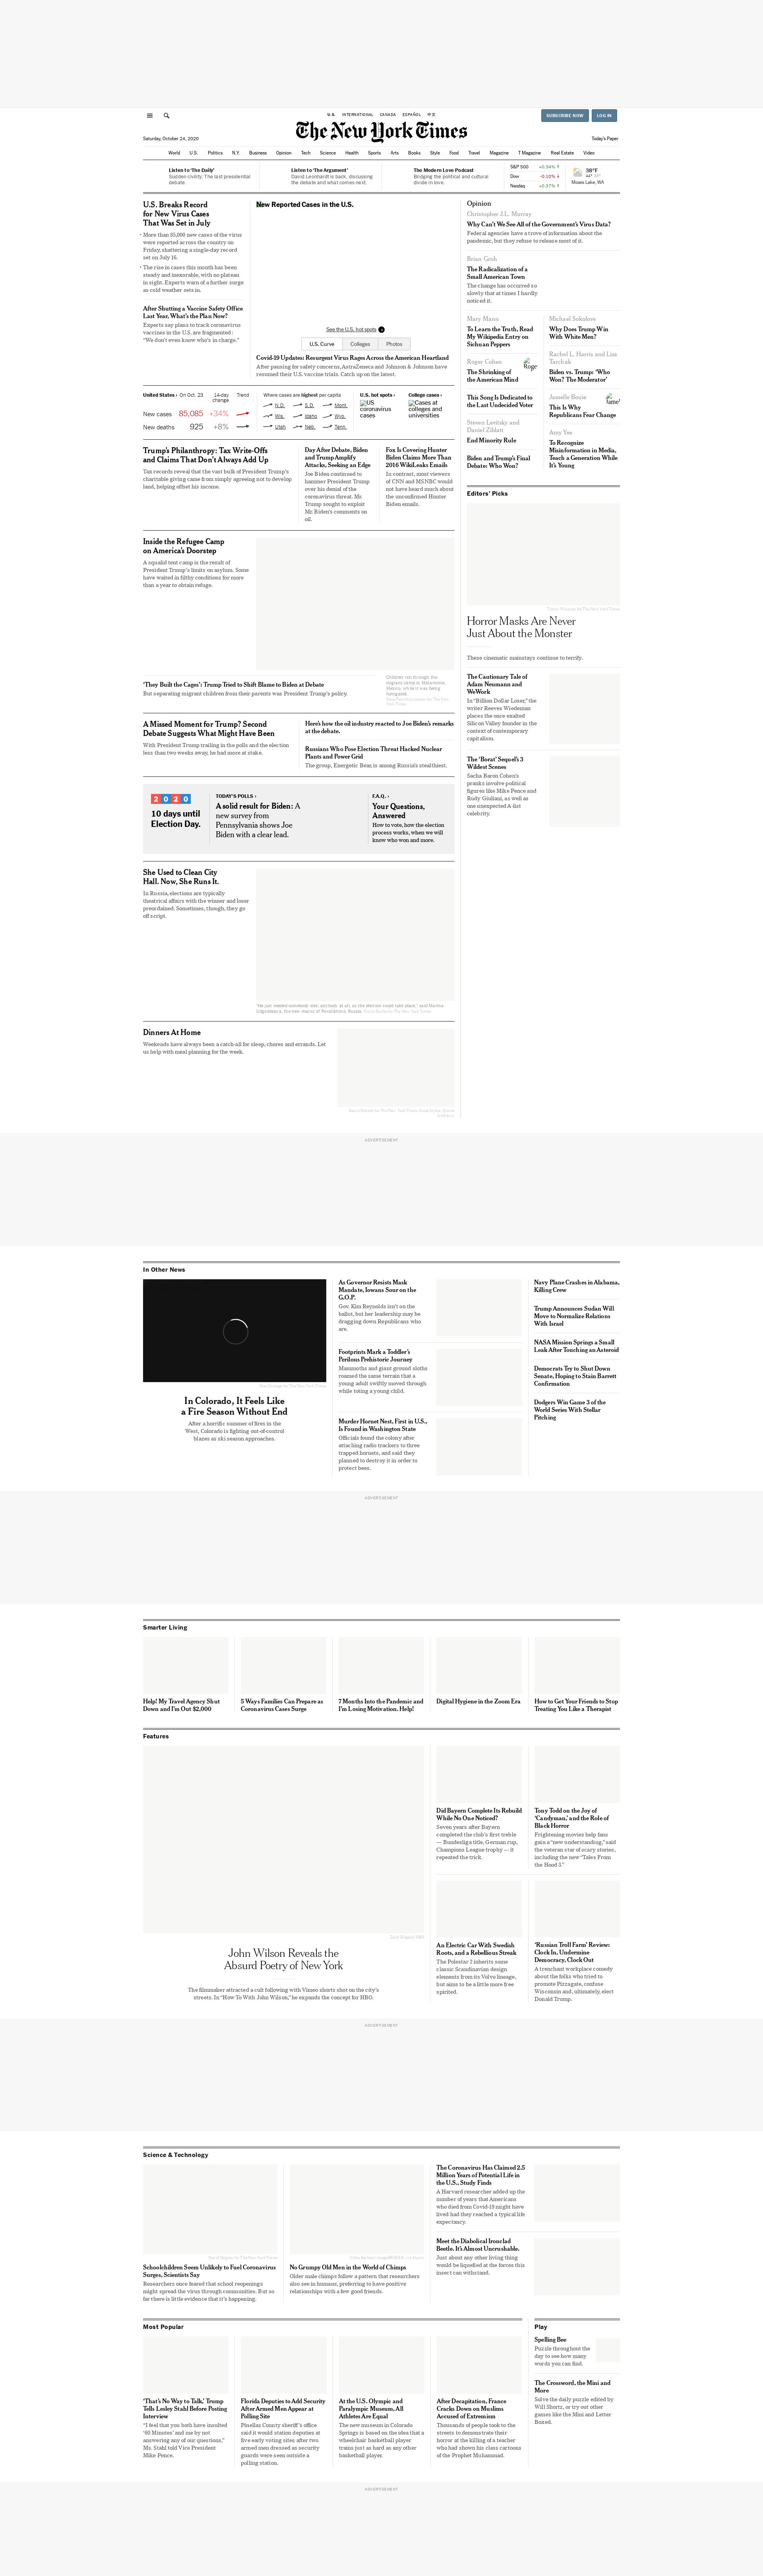 U.S. INTERNATIONAL CANADA ESPAÑOL 中文
SUBSCRIBE NOW LOG IN
The New York Times
Saturday, October 24, 2020
Today's Paper
World U.S. Politics N.Y. Business Opinion Tech Science Health Sports Arts Books Style Food Travel Magazine T Magazine Real Estate Video
Listen to 'The Daily'
Sudden civility. The last presidential
debate.
Listen to 'The Argument'
David Leonhardt is back, discussing
the debate and what comes next.
The Modern Love Podcast
Bridging the political and cultural
divide in love.
S&P 500 +0.34% ↑
Dow -0.10% ↓
Nasdaq +0.37% ↑
38°F
Moses Lake, WA
U.S. Breaks Record
for New Virus Cases
That Was Set in July
• More than 85,000 new cases of the virus
were reported across the country on
Friday, shattering a single-day record
set on July 16.
• The rise in cases this month has been
steady and inexorable, with no plateau
in sight. Experts warn of a further surge
as cold weather sets in.
After Shutting a Vaccine Safety Office
Last Year, What's the Plan Now?
Experts say plans to track coronavirus
vaccines in the U.S. are fragmented:
“We don't even know who's in charge.”
New Reported Cases in the U.S.
See the U.S. hot spots
U.S. Curve Colleges Photos
Covid-19 Updates: Resurgent Virus Rages Across the American Heartland
After pausing for safety concerns, AstraZeneca and Johnson & Johnson have
resumed their U.S. vaccine trials. Catch up on the latest.
United States › On Oct. 23 14-day change Trend
New cases 85,085 +34%
New deaths 925 +8%
Where cases are highest per capita
N.D. S.D. Mont.
Wis. Idaho Wyo.
Utah Neb. Tenn.
U.S. hot spots ›
US
coronavirus
cases
College cases ›
Cases at
colleges and
universities
Trump's Philanthropy: Tax Write-Offs
and Claims That Don't Always Add Up
Tax records reveal that the vast bulk of President Trump's
charitable giving came from simply agreeing not to develop
land, helping offset his income.
Day After Debate, Biden
and Trump Amplify
Attacks, Seeking an Edge
Joe Biden continued to
hammer President Trump
over his denial of the
coronavirus threat. Mr.
Trump sought to exploit
Mr. Biden's comments on
oil.
Fox Is Covering Hunter
Biden Claims More Than
2016 WikiLeaks Emails
In contrast, most viewers
of CNN and MSNBC would
not have heard much about
the unconfirmed Hunter
Biden emails.
Inside the Refugee Camp
on America's Doorstep
A squalid tent camp is the result of
President Trump's limits on asylum. Some
have waited in filthy conditions for more
than a year to obtain refuge.
'They Built the Cages': Trump Tried to Shift Blame to Biden at Debate
But separating migrant children from their parents was President Trump's policy.
Children ran through the
migrant camp in Matamoros,
Mexico, while it was being
fumigated.
A Missed Moment for Trump? Second
Debate Suggests What Might Have Been
With President Trump trailing in the polls and the election
less than two weeks away, he had more at stake.
Here's how the oil industry reacted to Joe Biden's remarks
at the debate.
Russians Who Pose Election Threat Hacked Nuclear
Plants and Power Grid
The group, Energetic Bear, is among Russia's stealthiest.
2020
10 days until
Election Day.
TODAY'S POLLS ›
A solid result for Biden: A
new survey from
Pennsylvania shows Joe
Biden with a clear lead.
F.A.Q. ›
Your Questions,
Answered
How to vote, how the election
process works, when we will
know who won and more.
She Used to Clean City
Hall. Now, She Runs It.
In Russia, elections are typically
theatrical affairs with the winner and loser
preordained. Sometimes, though, they go
off script.
“He just needed somebody else, anybody at all, so the election could take place,” said Marina
Udgodskaya, the new mayor of Povalikhino, Russia.
Dinners At Home
Weekends have always been a catch-all for sleep, chores and errands. Let
us help with meal planning for the week.
Opinion
Christopher J.L. Murray
Why Can't We See All of the Government's Virus Data?
Federal agencies have a trove of information about the
pandemic, but they refuse to release most of it.
Brian Groh
The Radicalization of a
Small American Town
The change has occurred so
slowly that at times I hardly
noticed it.
Mary Mann
To Learn the Truth, Read
My Wikipedia Entry on
Sichuan Peppers
Roger Cohen
The Shrinking of
the American Mind
This Song Is Dedicated to
the Last Undecided Voter
Steven Levitsky and
Daniel Ziblatt
End Minority Rule
Biden and Trump's Final
Debate: Who Won?
Michael Sokolove
Why Does Trump Win
With White Men?
Rachel L. Harris and Lisa
Tarchak
Biden vs. Trump: 'Who
Won? The Moderator'
Jamelle Bouie
This Is Why
Republicans Fear Change
Amy Yee
To Recognize
Misinformation in Media,
Teach a Generation While
It's Young
Editors' Picks
Horror Masks Are Never
Just About the Monster
These cinematic mainstays continue to terrify.
The Cautionary Tale of
Adam Neumann and
WeWork
In “Billion Dollar Loser,” the
writer Reeves Wiedeman
places the once exalted
Silicon Valley founder in the
context of contemporary
capitalism.
The 'Borat' Sequel's 3
Wildest Scenes
Sacha Baron Cohen's
pranks involve political
figures like Mike Pence and
Rudy Giuliani, as well as
one unexpected A-list
celebrity.
ADVERTISEMENT
In Other News
In Colorado, It Feels Like
a Fire Season Without End
After a horrific summer of fires in the
West, Colorado is fighting out-of-control
blazes as ski season approaches.
As Governor Resists Mask
Mandate, Iowans Sour on the
G.O.P.
Gov. Kim Reynolds isn't on the
ballot, but her leadership may be
dragging down Republicans who
are.
Footprints Mark a Toddler's
Perilous Prehistoric Journey
Mammoths and giant ground sloths
roamed the same terrain that a
young adult swiftly moved through
while toting a young child.
Murder Hornet Nest, First in U.S.,
Is Found in Washington State
Officials found the colony after
attaching radio trackers to three
trapped hornets, and said they
planned to destroy it in order to
protect bees.
Navy Plane Crashes in Alabama,
Killing Crew
Trump Announces Sudan Will
Move to Normalize Relations
With Israel
NASA Mission Springs a Small
Leak After Touching an Asteroid
Democrats Try to Shut Down
Senate, Hoping to Stain Barrett
Confirmation
Dodgers Win Game 3 of the
World Series With Stellar
Pitching
ADVERTISEMENT
Smarter Living
Help! My Travel Agency Shut
Down and I'm Out $2,000
5 Ways Families Can Prepare as
Coronavirus Cases Surge
7 Months Into the Pandemic and
I'm Losing Motivation. Help!
Digital Hygiene in the Zoom Era
How to Get Your Friends to Stop
Treating You Like a Therapist
Features
John Wilson Reveals the
Absurd Poetry of New York
The filmmaker attracted a cult following with Vimeo shorts shot on the city's
streets. In “How To With John Wilson,” he expands the concept for HBO.
Did Bayern Complete Its Rebuild
While No One Noticed?
Seven years after Bayern
completed the club's first treble
— Bundesliga title, German cup,
Champions League trophy — it
repeated the trick.
Tony Todd on the Joy of
'Candyman,' and the Role of
Black Horror
Frightening movies help fans
gain a “new understanding,” said
the veteran star of scary stories,
including the new “Tales From
the Hood 3.”
An Electric Car With Swedish
Roots, and a Rebellious Streak
The Polestar 2 inherits some
classic Scandinavian design
elements from its Volvo lineage,
but aims to be a little more free
spirited.
'Russian Troll Farm' Review:
Clock In, Undermine
Democracy, Clock Out
A trenchant workplace comedy
about the folks who tried to
promote Pizzagate, confuse
Wisconsin and, ultimately, elect
Donald Trump.
ADVERTISEMENT
Science & Technology
Schoolchildren Seem Unlikely to Fuel Coronavirus
Surges, Scientists Say
Researchers once feared that school reopenings
might spread the virus through communities. But so
far there is little evidence that it's happening.
No Grumpy Old Men in the World of Chimps
Older male chimps follow a pattern that researchers
also see in humans, preferring to have positive
relationships with a few good friends.
The Coronavirus Has Claimed 2.5
Million Years of Potential Life in
the U.S., Study Finds
A Harvard researcher added up the
number of years that Americans
who died from Covid-19 might have
lived had they reached a typical life
expectancy.
Meet the Diabolical Ironclad
Beetle. It's Almost Uncrushable.
Just about any other living thing
would be liquefied at the forces this
insect can withstand.
Most Popular
'That's No Way to Talk,' Trump
Tells Lesley Stahl Before Posting
Interview
“I feel that you both have insulted
'60 Minutes' and me by not
answering any of our questions,”
Ms. Stahl told Vice President
Mike Pence.
Florida Deputies to Add Security
After Armed Men Appear at
Polling Site
Pinellas County sheriff's office
said it would station deputies at
five early voting sites after two
armed men dressed as security
guards were seen outside a
polling station.
At the U.S. Olympic and
Paralympic Museum, All
Athletes Are Equal
The new museum in Colorado
Springs is based on the idea that a
wheelchair basketball player
trains just as hard as any other
basketball player.
After Decapitation, France
Cracks Down on Muslims
Accused of Extremism
Thousands of people took to the
streets to demonstrate their
horror at the killing of a teacher
who had shown his class cartoons
of the Prophet Muhammad.
Play
Spelling Bee
Puzzle throughout the
day to see how many
words you can find.
The Crossword, the Mini and
More
Solve the daily puzzle edited by
Will Shortz, or try our other
games like the Mini and Letter
Boxed.
ADVERTISEMENT